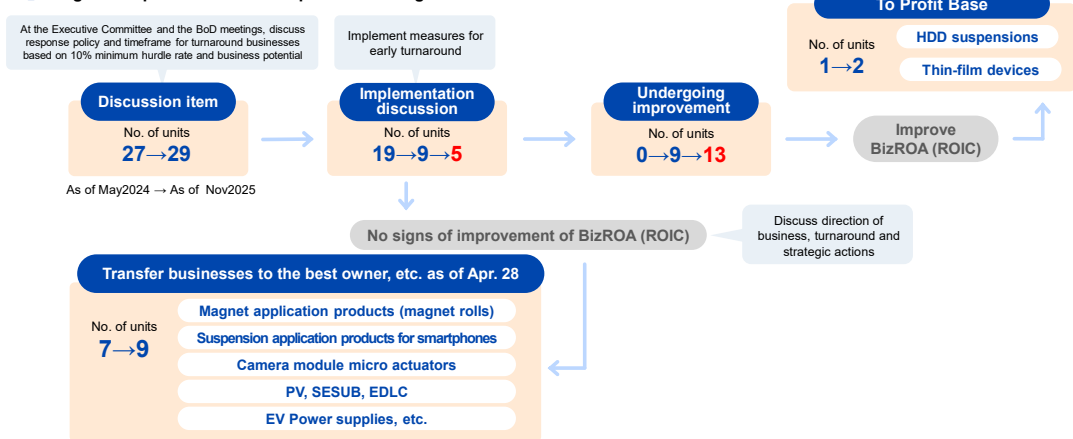 At the Executive Committee and the BoD meetings, discuss
response policy and timeframe for turnaround businesses
based on 10% minimum hurdle rate and business potential
Implement measures for
early turnaround
To Profit Base
No. of units
1→2
HDD suspensions
Thin-film devices
Discussion item
No. of units
27→29
Implementation
discussion
No. of units
19→9→5
Undergoing
improvement
No. of units
0→9→13
Improve
BizROA (ROIC)
As of May2024 → As of Nov2025
No signs of improvement of BizROA (ROIC)
Discuss direction of
business, turnaround and
strategic actions
Transfer businesses to the best owner, etc. as of Apr. 28
No. of units
7→9
Magnet application products (magnet rolls)
Suspension application products for smartphones
Camera module micro actuators
PV, SESUB, EDLC
EV Power supplies, etc.